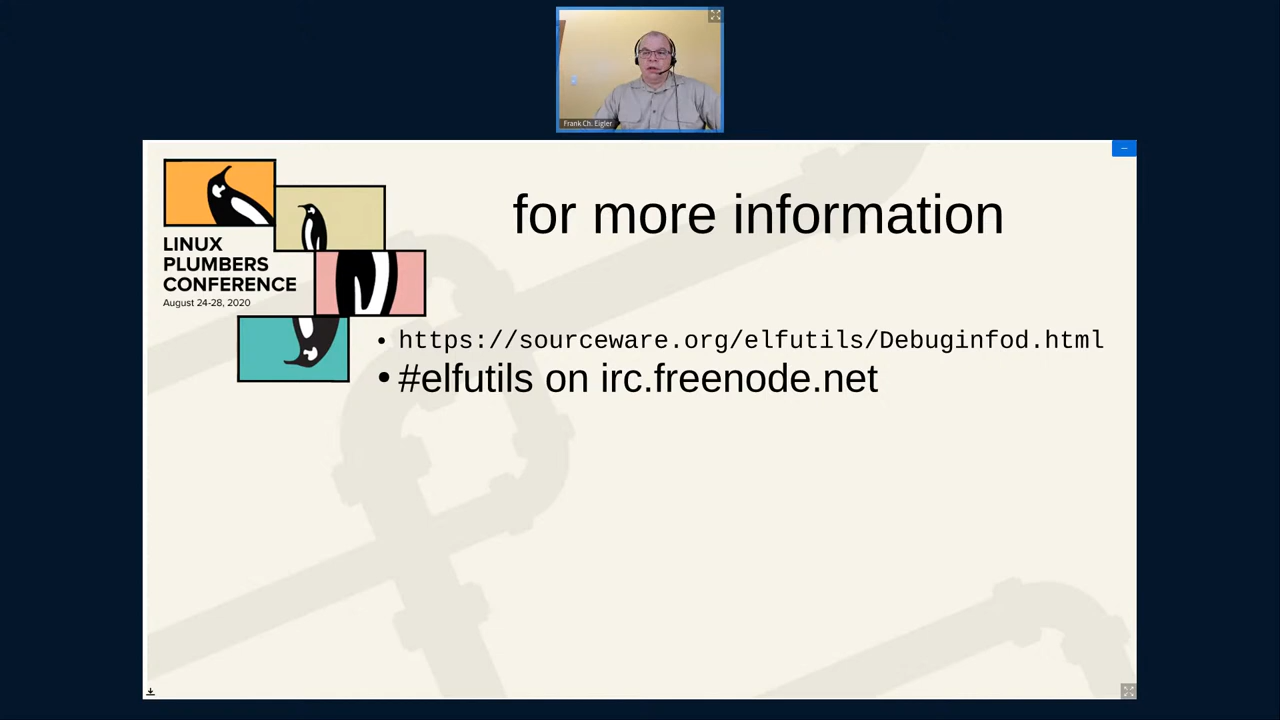 Frank Ch. Eigler
for more information
LINUX
PLUMBERS
CONFERENCE
August 24-28, 2020
• https://sourceware.org/elfutils/Debuginfod.html
• #elfutils on irc.freenode.net